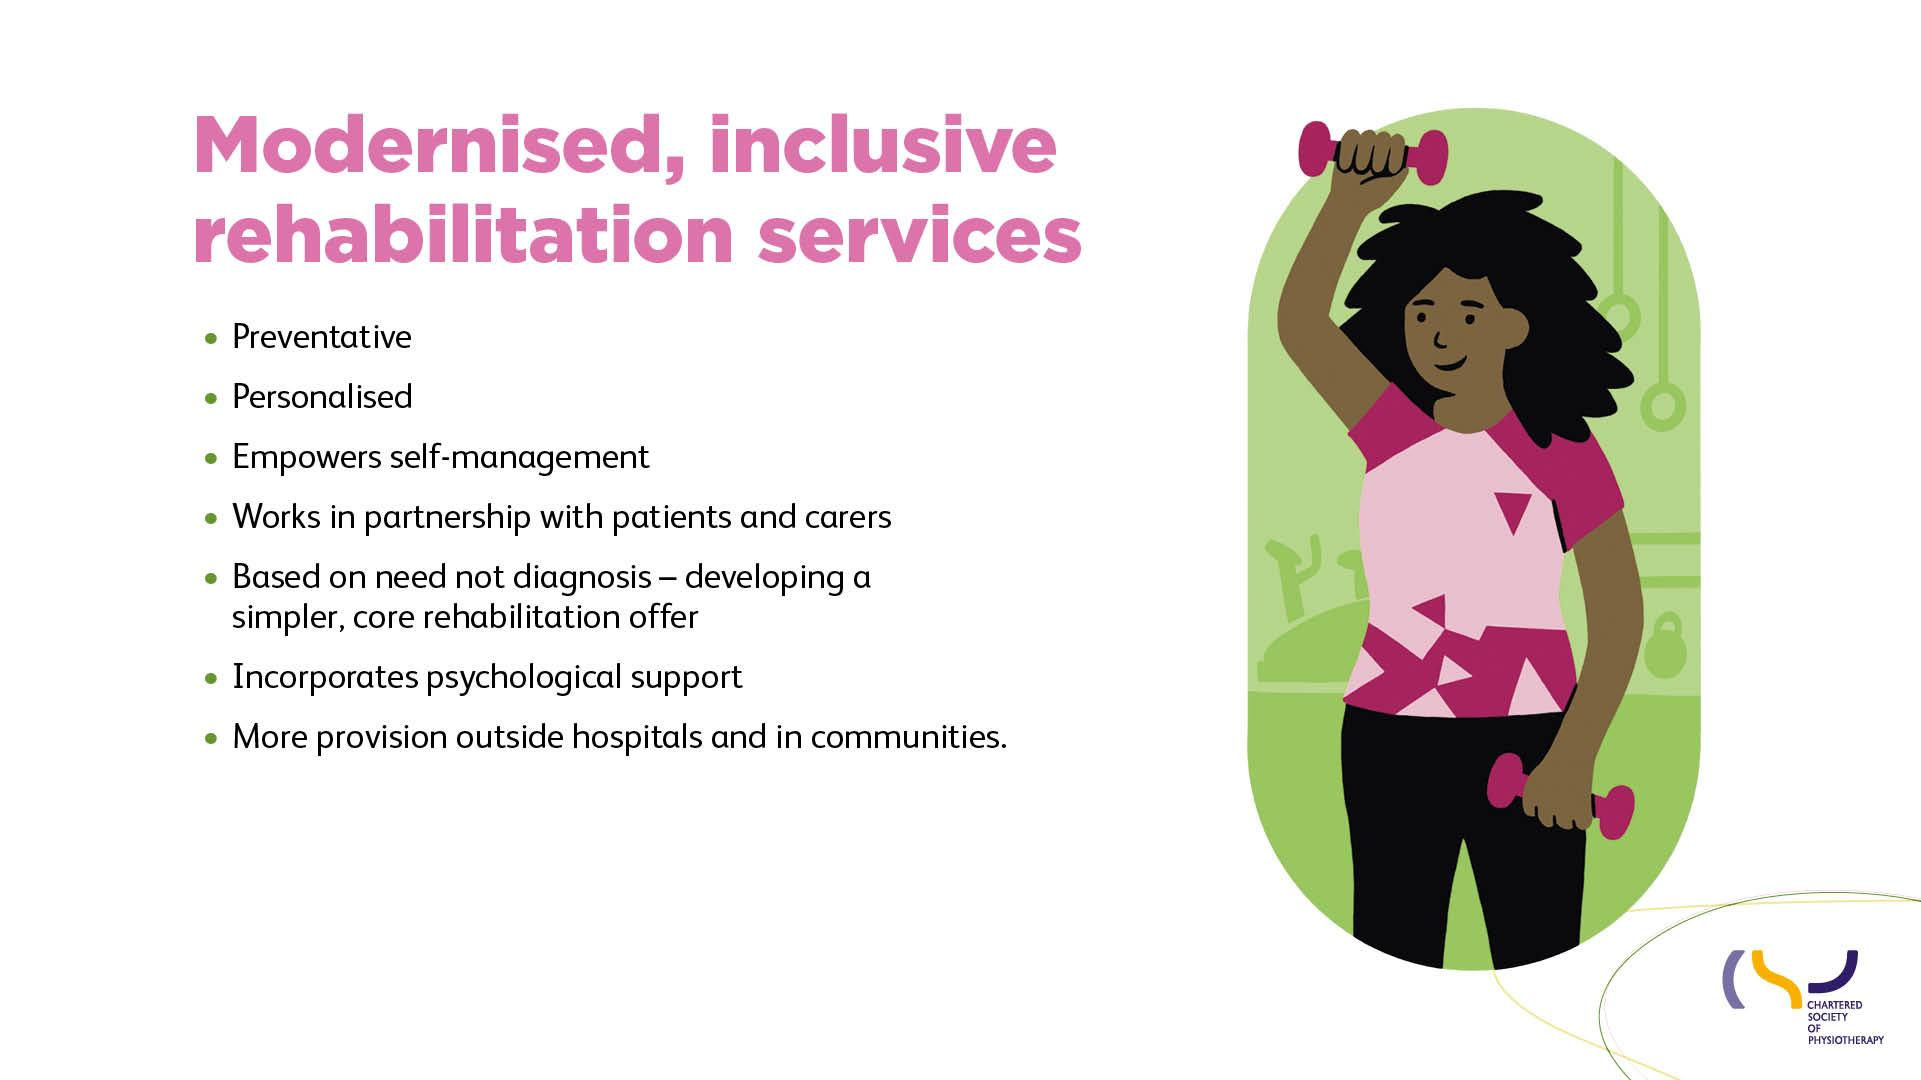 Modernised, inclusive
rehabilitation services
• Preventative
• Personalised
• Empowers self-management
• Works in partnership with patients and carers
• Based on need not diagnosis – developing a
simpler, core rehabilitation offer
• Incorporates psychological support
• More provision outside hospitals and in communities.
CHARTERED
SOCIETY
OF
PHYSIOTHERAPY